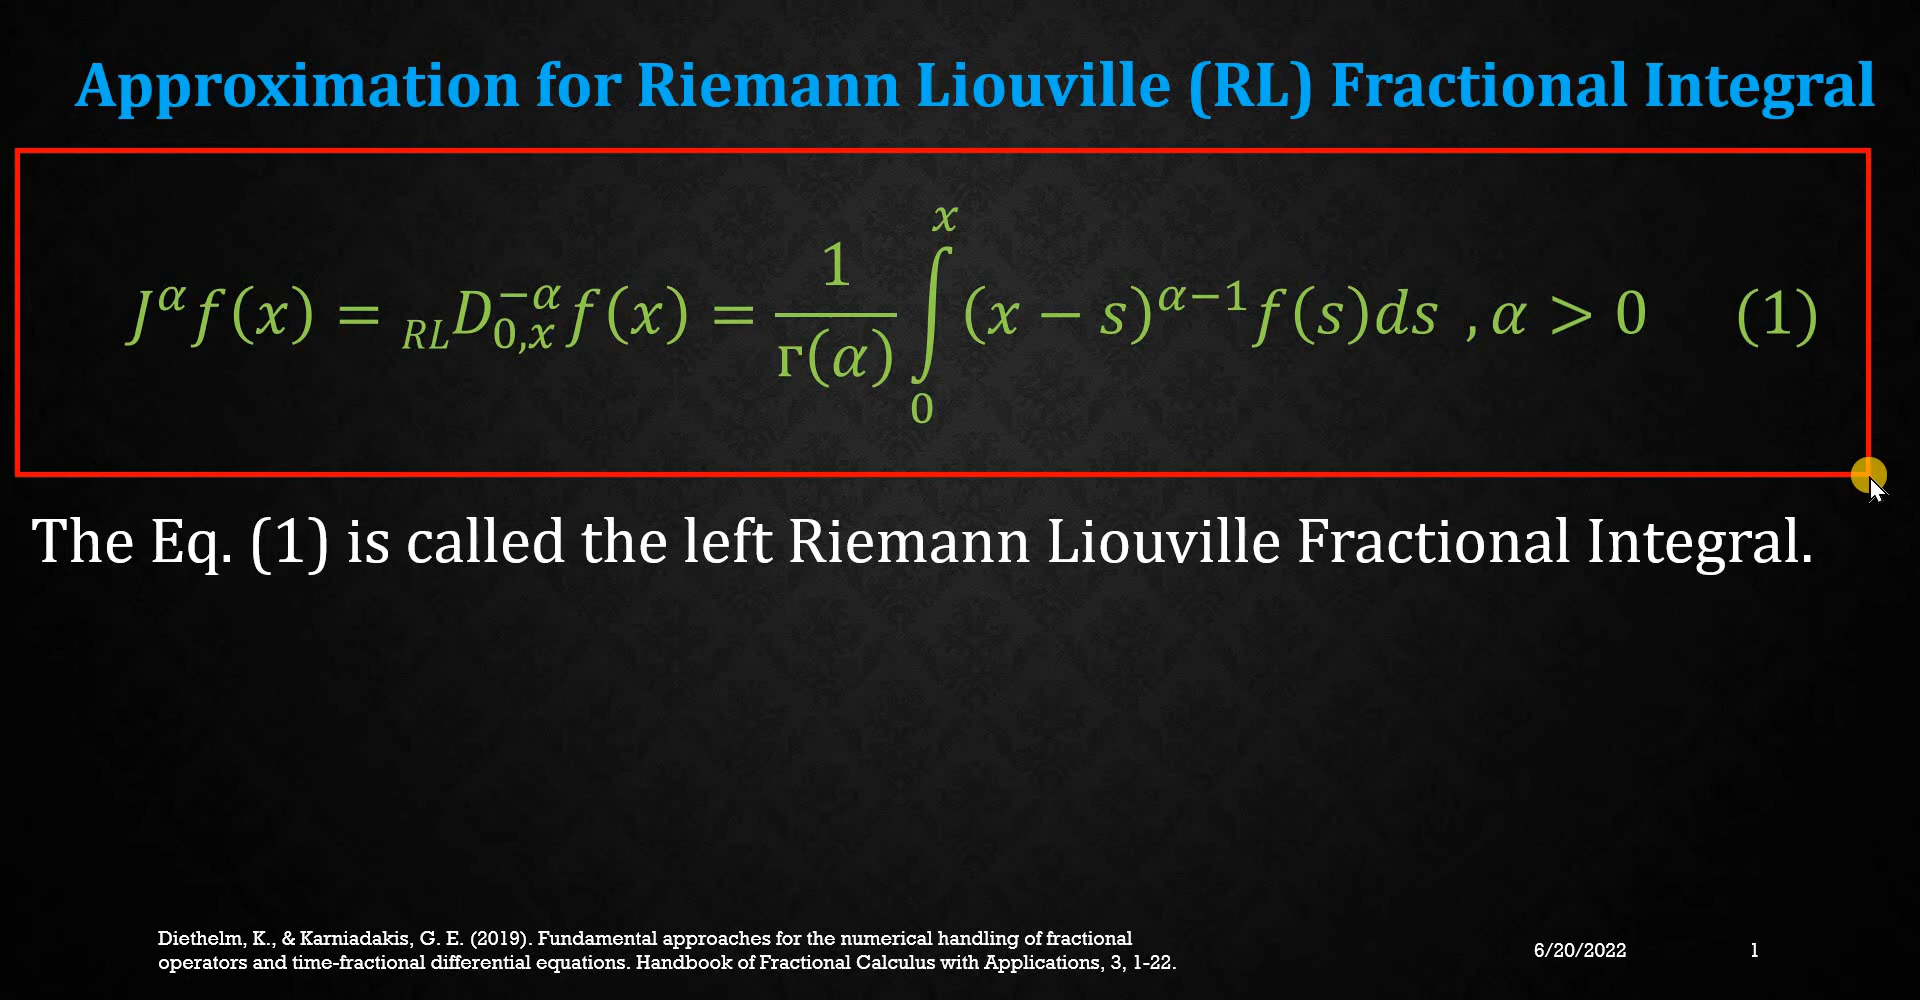 Approximation for Riemann Liouville (RL) Fractional Integral
J^α f(x) = _{RL}D_{0,x}^{−α} f(x) = \frac{1}{Γ(α)} ∫_0^x (x − s)^{α−1} f(s)ds , α > 0 (1)
The Eq. (1) is called the left Riemann Liouville Fractional Integral.
Diethelm, K., & Karniadakis, G. E. (2019). Fundamental approaches for the numerical handling of fractional
operators and time-fractional differential equations. Handbook of Fractional Calculus with Applications, 3, 1-22.
6/20/2022
1